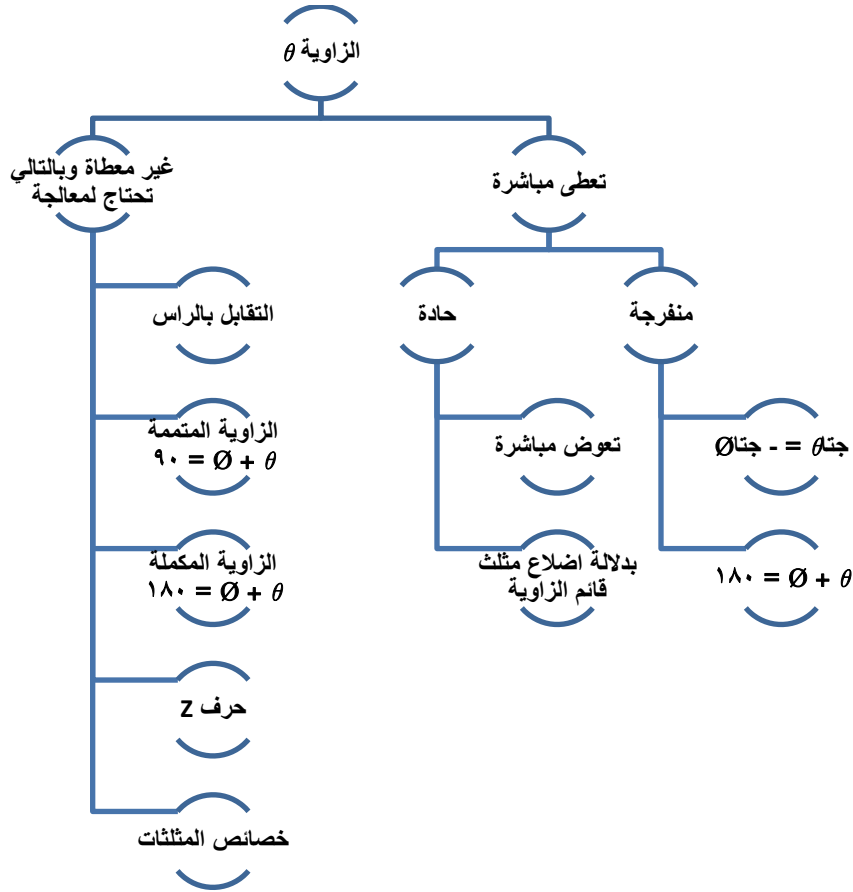 الزاوية θ
تعطى مباشرة
منفرجة
جتاθ = - جتاØ
١٨٠ = Ø + θ
حادة
تعوض مباشرة
بدلالة اضلاع مثلث
قائم الزاوية
غير معطاة وبالتالي
تحتاج لمعالجة
التقابل بالراس
الزاوية المتممة
٩٠ = Ø + θ
الزاوية المكملة
١٨٠ = Ø + θ
حرف Z
خصائص المثلثات